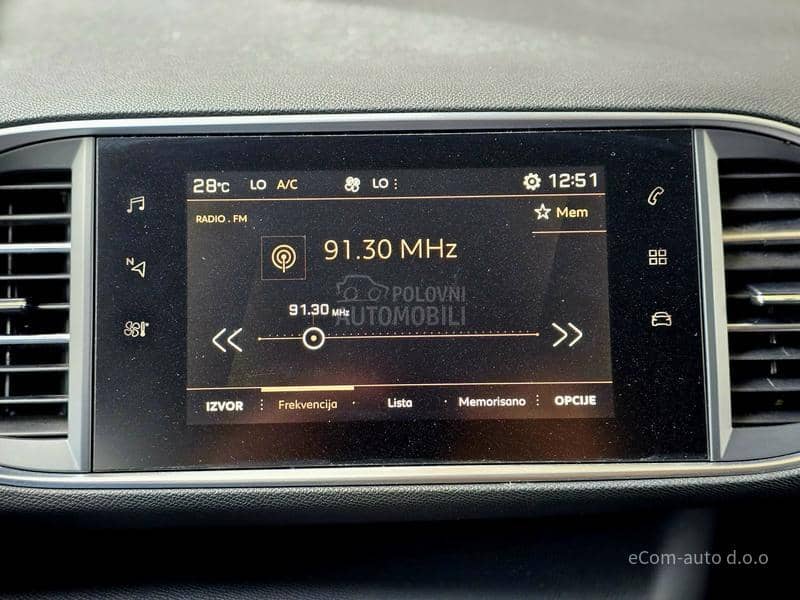 28°C LO A/C LO 12:51
RADIO . FM
Mem
91.30 MHz
N
POLOVNI
AUTOMOBILI
91.30 MHz
IZVOR Frekvencija Lista Memorisano OPCIJE
eCom-auto d.o.o